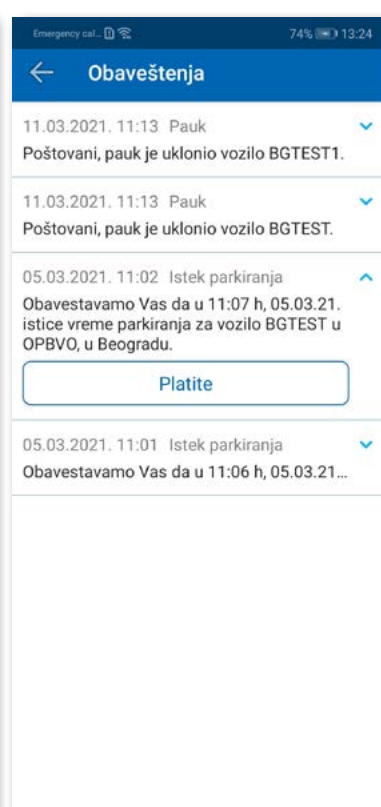 Emergency cal... 74% 13:24
Obaveštenja
11.03.2021. 11:13 Pauk
Poštovani, pauk je uklonio vozilo BGTEST1.
11.03.2021. 11:13 Pauk
Poštovani, pauk je uklonio vozilo BGTEST.
05.03.2021. 11:02 Istek parkiranja
Obavestavamo Vas da u 11:07 h, 05.03.21.
istice vreme parkiranja za vozilo BGTEST u
OPBVO, u Beogradu.
Platite
05.03.2021. 11:01 Istek parkiranja
Obavestavamo Vas da u 11:06 h, 05.03.21...